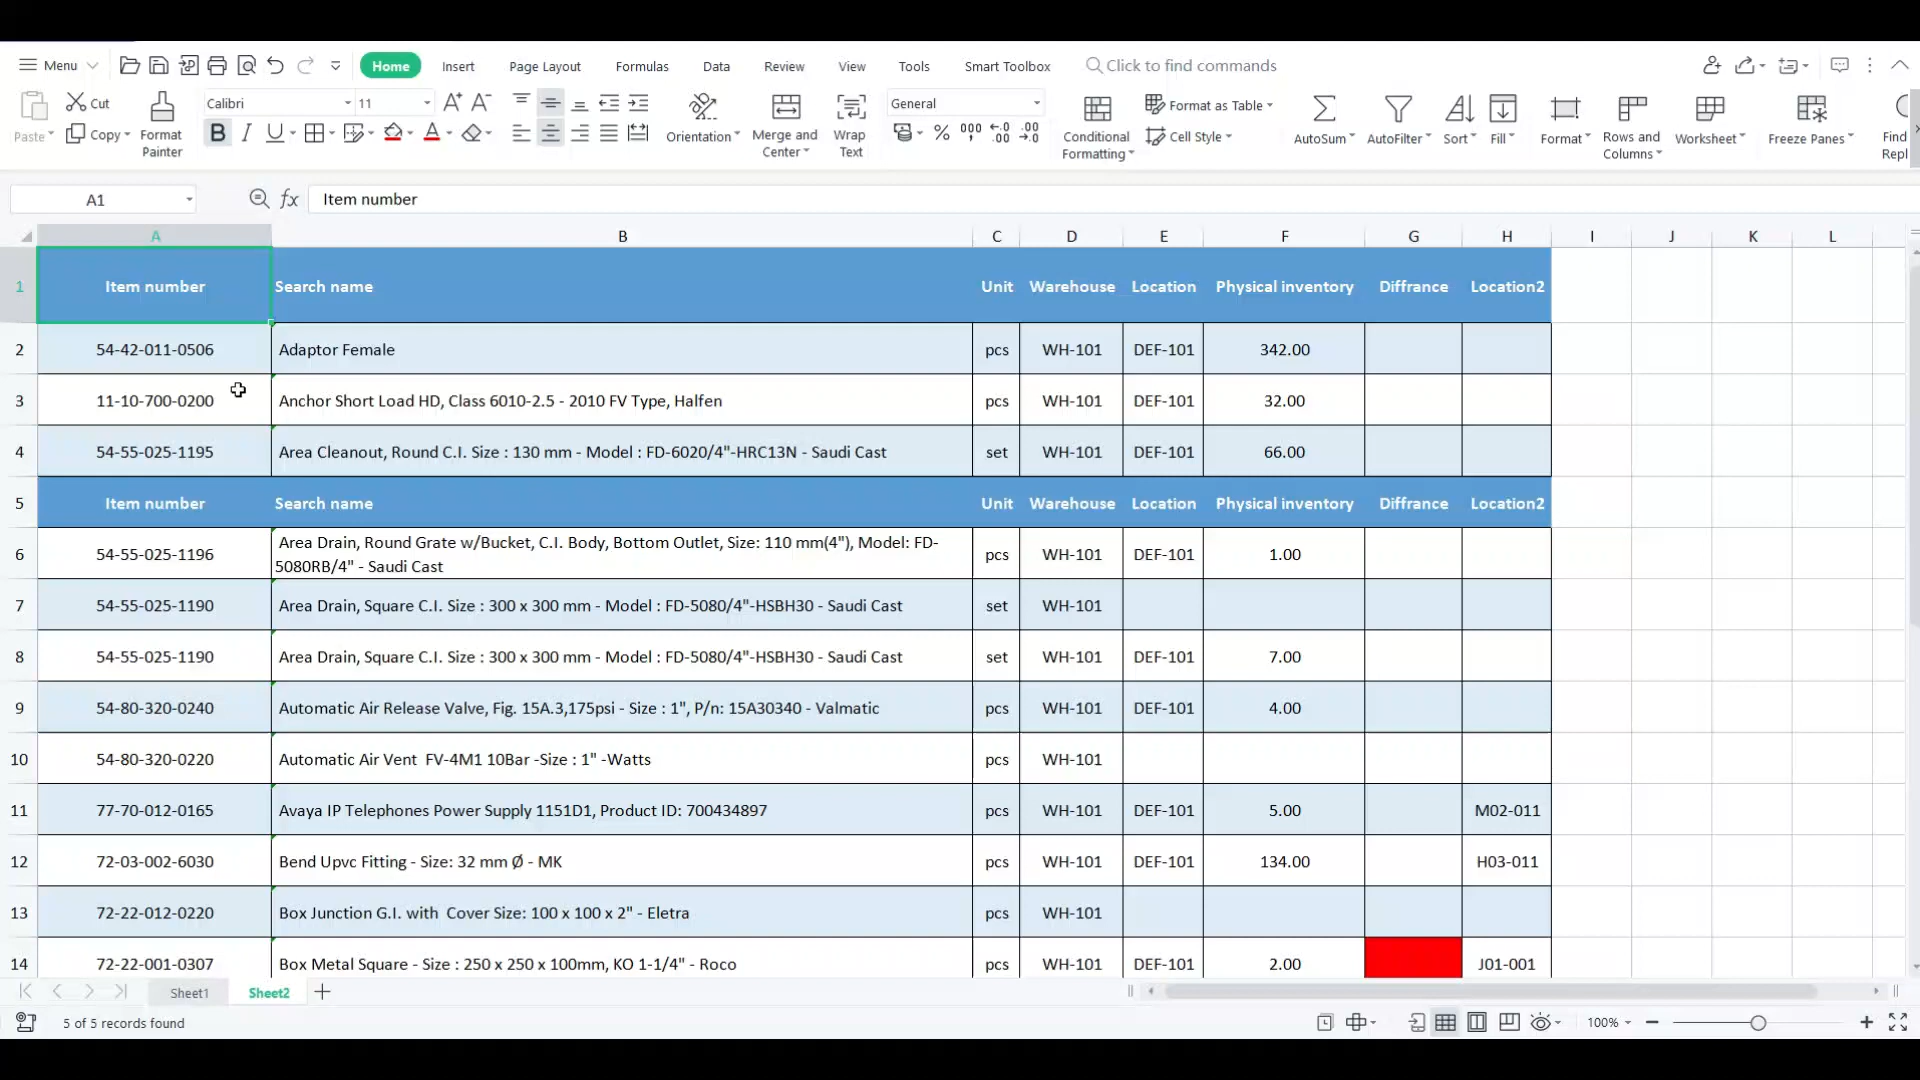 Menu
Home
Insert
Page Layout
Formulas
Data
Review
View
Tools
Smart Toolbox
Click to find commands
Paste
Cut
Copy
Format
Painter
Calibri
11
Orientation
Merge and
Center
Wrap
Text
General
Conditional
Formatting
Format as Table
Cell Style
AutoSum
AutoFilter
Sort
Fill
Format
Rows and
Columns
Worksheet
Freeze Panes
Find
Repl
A1
fx
Item number
A B C D E F G H I J K L
1 Item number Search name Unit Warehouse Location Physical inventory Diffrance Location2
2 54-42-011-0506 Adaptor Female pcs WH-101 DEF-101 342.00
3 11-10-700-0200 Anchor Short Load HD, Class 6010-2.5 - 2010 FV Type, Halfen pcs WH-101 DEF-101 32.00
4 54-55-025-1195 Area Cleanout, Round C.I. Size : 130 mm - Model : FD-6020/4"-HRC13N - Saudi Cast set WH-101 DEF-101 66.00
5 Item number Search name Unit Warehouse Location Physical inventory Diffrance Location2
6 54-55-025-1196 Area Drain, Round Grate w/Bucket, C.I. Body, Bottom Outlet, Size: 110 mm(4"), Model: FD-
5080RB/4" - Saudi Cast pcs WH-101 DEF-101 1.00
7 54-55-025-1190 Area Drain, Square C.I. Size : 300 x 300 mm - Model : FD-5080/4"-HSBH30 - Saudi Cast set WH-101
8 54-55-025-1190 Area Drain, Square C.I. Size : 300 x 300 mm - Model : FD-5080/4"-HSBH30 - Saudi Cast set WH-101 DEF-101 7.00
9 54-80-320-0240 Automatic Air Release Valve, Fig. 15A.3,175psi - Size : 1", P/n: 15A30340 - Valmatic pcs WH-101 DEF-101 4.00
10 54-80-320-0220 Automatic Air Vent  FV-4M1 10Bar -Size : 1" -Watts pcs WH-101
11 77-70-012-0165 Avaya IP Telephones Power Supply 1151D1, Product ID: 700434897 pcs WH-101 DEF-101 5.00 M02-011
12 72-03-002-6030 Bend Upvc Fitting - Size: 32 mm Ø - MK pcs WH-101 DEF-101 134.00 H03-011
13 72-22-012-0220 Box Junction G.I. with  Cover Size: 100 x 100 x 2" - Eletra pcs WH-101
14 72-22-001-0307 Box Metal Square - Size : 250 x 250 x 100mm, KO 1-1/4" - Roco pcs WH-101 DEF-101 2.00 J01-001
Sheet1
Sheet2
5 of 5 records found
100%